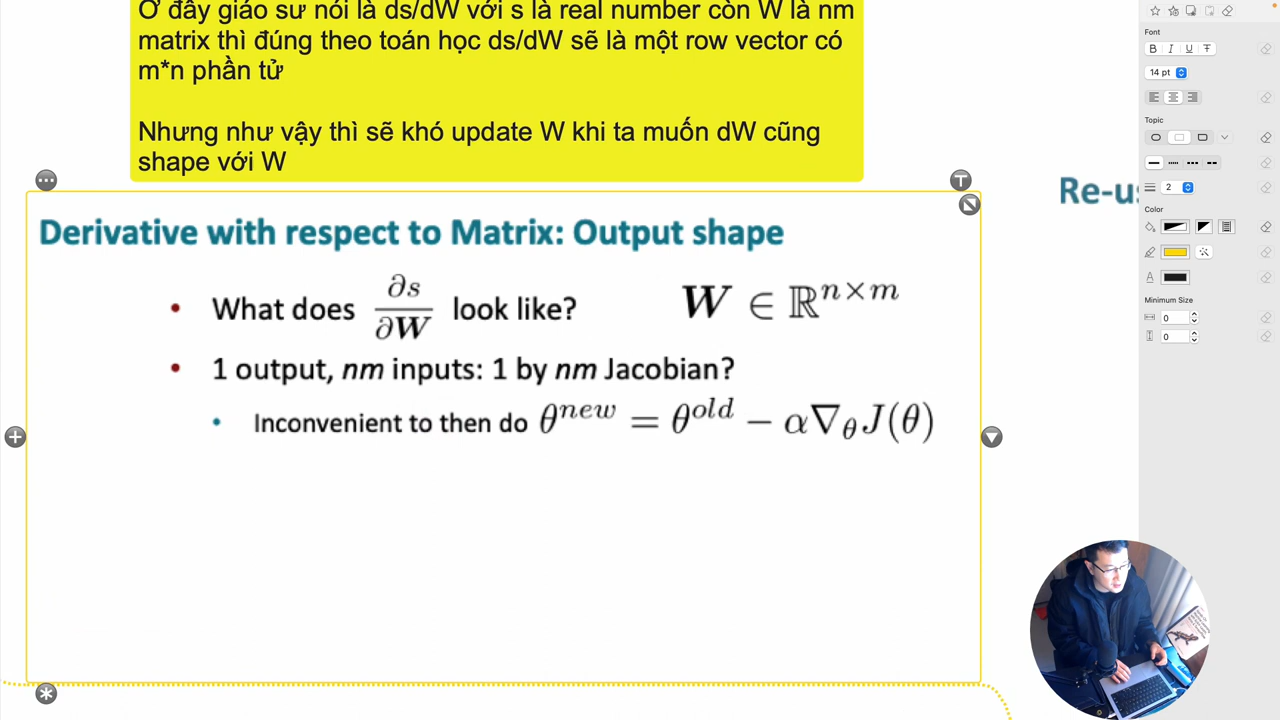 Ở đây giáo sư nói là ds/dW với s là real number còn W là nm
matrix thì đúng theo toán học ds/dW sẽ là một row vector có
m*n phần tử
Nhưng như vậy thì sẽ khó update W khi ta muốn dW cũng
shape với W
Derivative with respect to Matrix: Output shape
• What does ∂s/∂W look like? W ∈ ℝ^{n×m}
• 1 output, nm inputs: 1 by nm Jacobian?
• Inconvenient to then do θ^{new} = θ^{old} − α∇_θ J(θ)
Re-us
Font
B I U T
14 pt
Topic
2
Color
A
Minimum Size
0
0